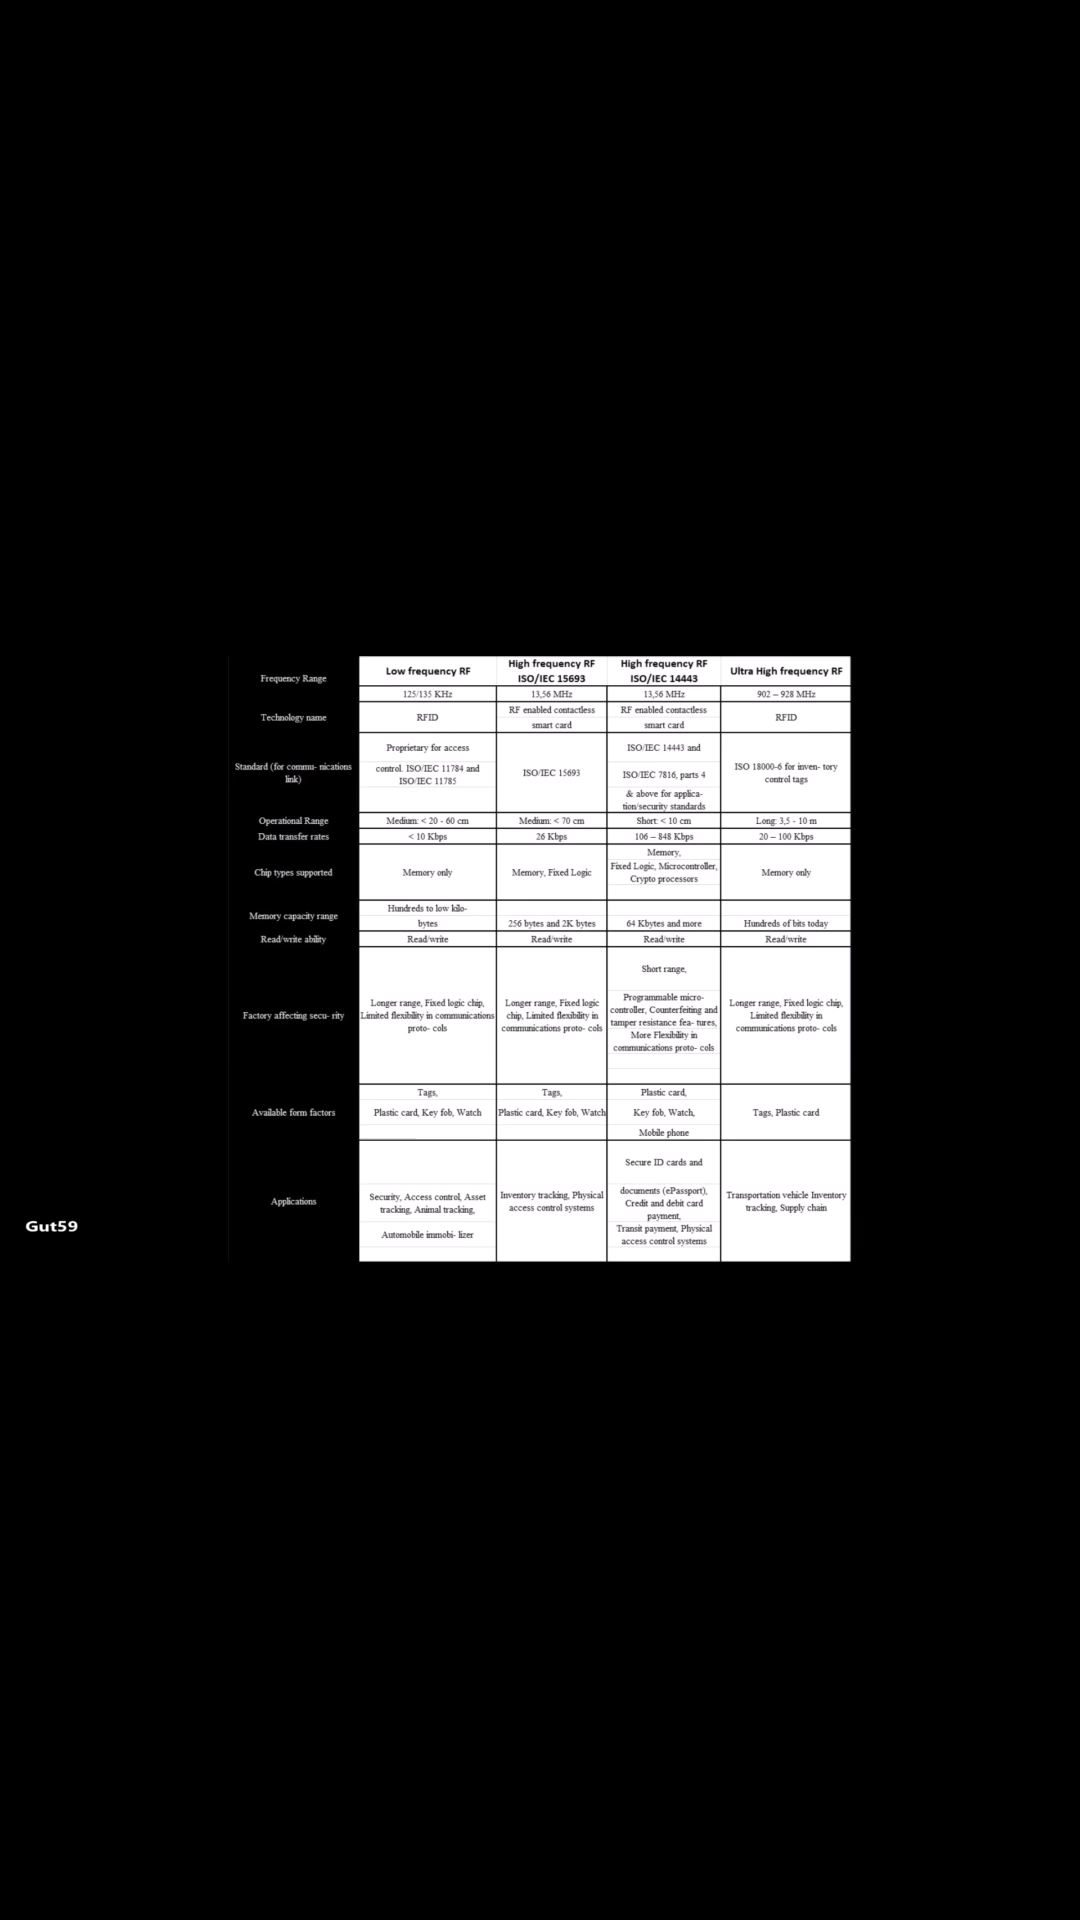 Frequency Range
Low frequency RF
High frequency RF
ISO/IEC 15693
High frequency RF
ISO/IEC 14443
Ultra High frequency RF
125/135 KHz
13,56 MHz
13,56 MHz
902 – 928 MHz
Technology name
RFID
RF enabled contactless
smart card
RF enabled contactless
smart card
RFID
Standard (for commu- nications
link)
Proprietary for access
control. ISO/IEC 11784 and
ISO/IEC 11785
ISO/IEC 15693
ISO/IEC 14443 and
ISO/IEC 7816, parts 4
& above for applica-
tion/security standards
ISO 18000-6 for inven- tory
control tags
Operational Range
Medium: < 20 - 60 cm
Medium: < 70 cm
Short: < 10 cm
Long: 3,5 - 10 m
Data transfer rates
< 10 Kbps
26 Kbps
106 – 848 Kbps
20 – 100 Kbps
Chip types supported
Memory only
Memory, Fixed Logic
Memory,
Fixed Logic, Microcontroller,
Crypto processors
Memory only
Memory capacity range
Hundreds to low kilo-
bytes
256 bytes and 2K bytes
64 Kbytes and more
Hundreds of bits today
Read/write ability
Read/write
Read/write
Read/write
Read/write
Factory affecting secu- rity
Longer range, Fixed logic chip,
Limited flexibility in communications
proto- cols
Longer range, Fixed logic
chip, Limited flexibility in
communications proto- cols
Short range,
Programmable micro-
controller, Counterfeiting and
tamper resistance fea- tures,
More Flexibility in
communications proto- cols
Longer range, Fixed logic chip,
Limited flexibility in
communications proto- cols
Available form factors
Tags,
Plastic card, Key fob, Watch
Tags,
Plastic card, Key fob, Watch
Plastic card,
Key fob, Watch,
Mobile phone
Tags, Plastic card
Applications
Security, Access control, Asset
tracking, Animal tracking,
Automobile immobi- lizer
Inventory tracking, Physical
access control systems
Secure ID cards and
documents (ePassport),
Credit and debit card
payment,
Transit payment, Physical
access control systems
Transportation vehicle Inventory
tracking, Supply chain
Gut59